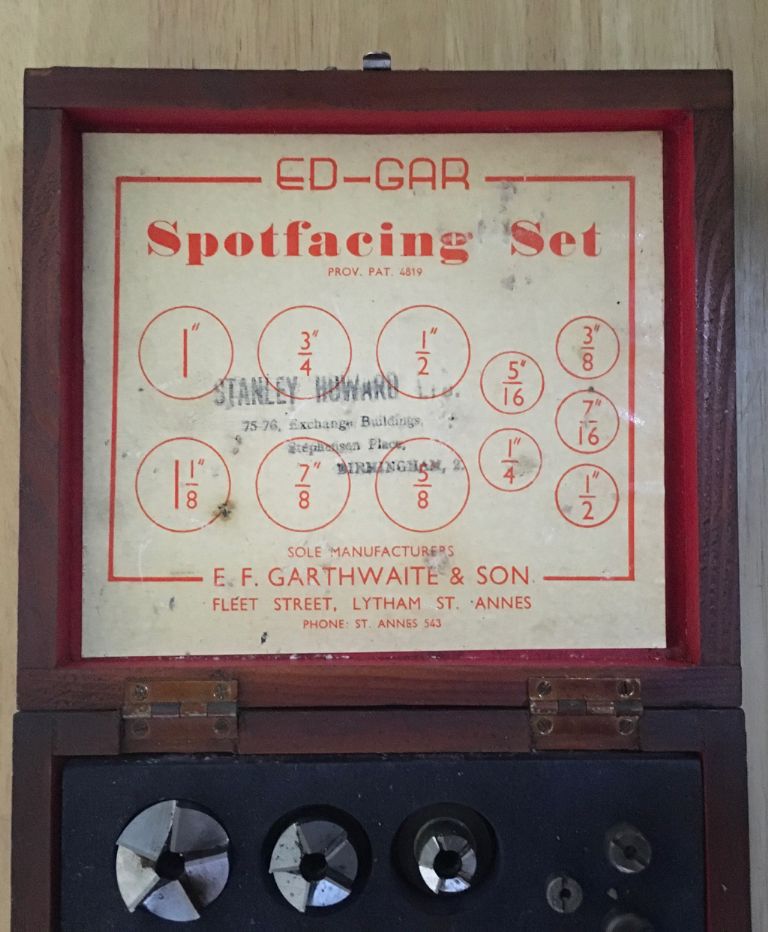 ED-GAR
Spotfacing Set
PROV. PAT. 4819
1" 3/4" 1/2" 5/16" 3/8"
7/16"
STANLEY HOWARD LTD.
75-76, Exchange Buildings,
Stephenson Place,
BIRMINGHAM, 2.
1 1/8" 7/8" 5/8" 1/4" 1/2"
SOLE MANUFACTURERS
E. F. GARTHWAITE & SON.
FLEET STREET, LYTHAM ST. ANNES
PHONE: ST. ANNES 543